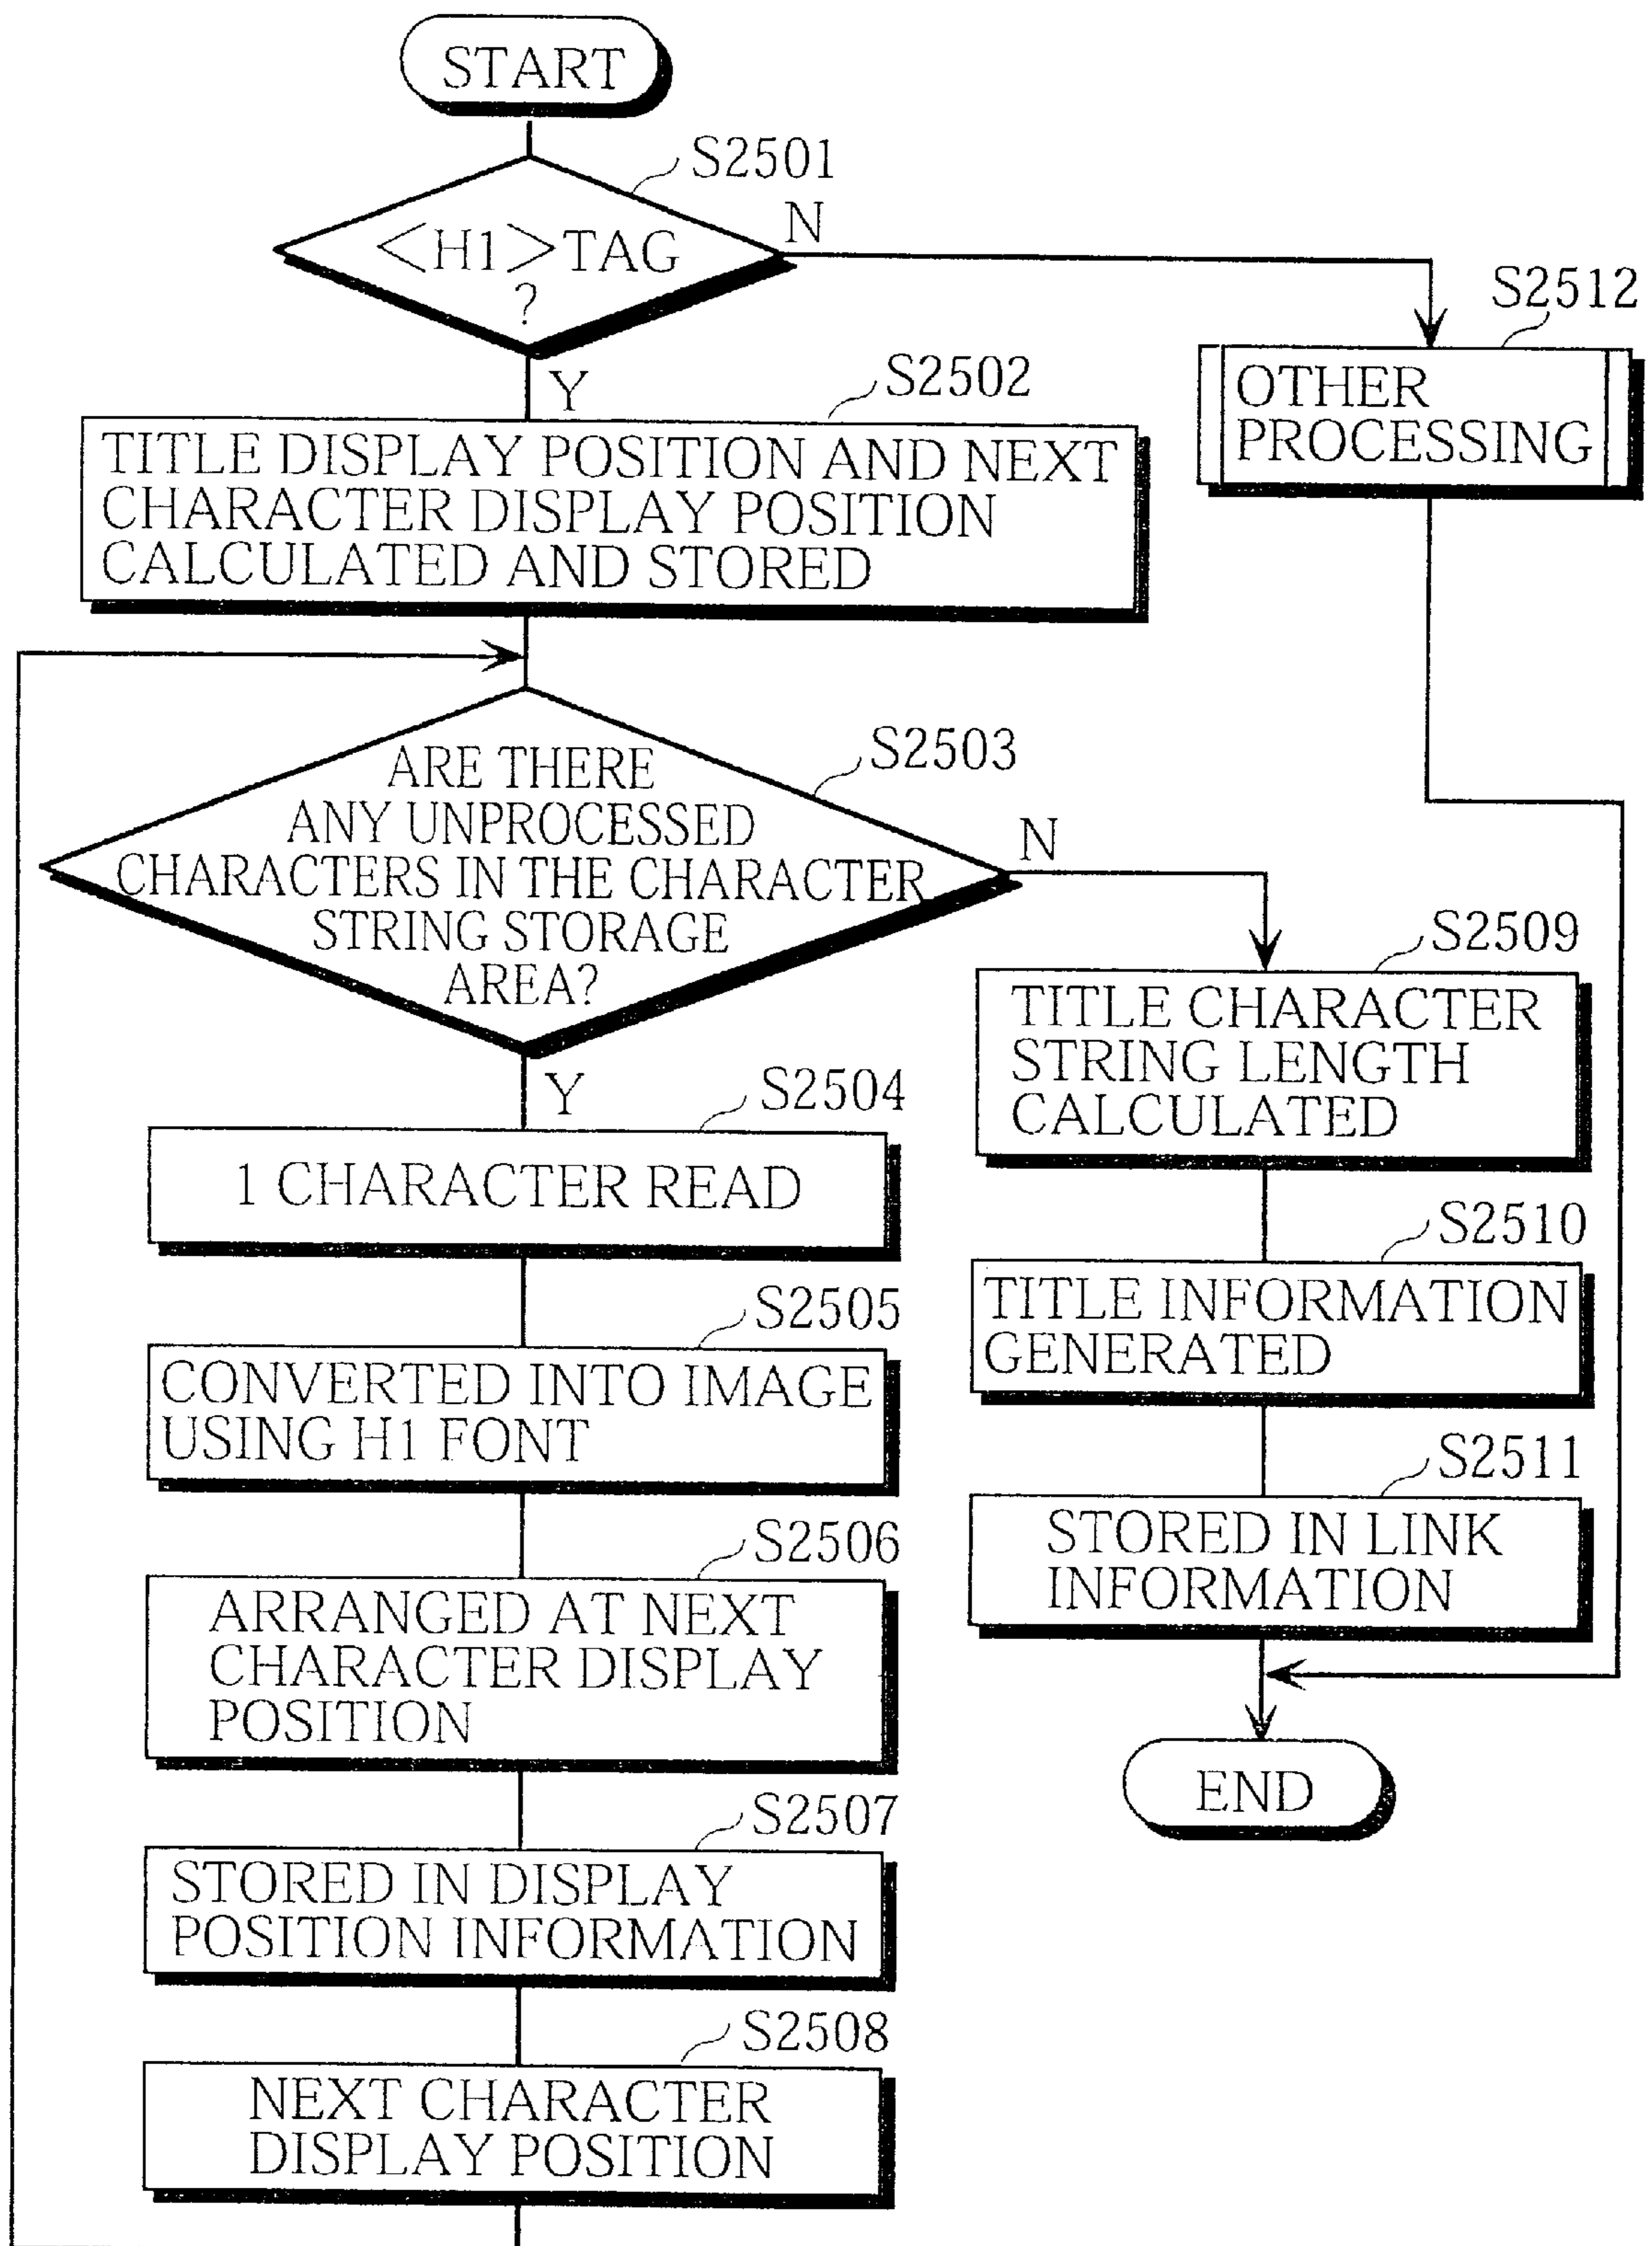 START
S2501
<H1>TAG
?
N
Y
S2512
OTHER
PROCESSING
S2502
TITLE DISPLAY POSITION AND NEXT
CHARACTER DISPLAY POSITION
CALCULATED AND STORED
S2503
ARE THERE
ANY UNPROCESSED
CHARACTERS IN THE CHARACTER
STRING STORAGE
AREA?
N
Y
S2504
1 CHARACTER READ
S2505
CONVERTED INTO IMAGE
USING H1 FONT
S2506
ARRANGED AT NEXT
CHARACTER DISPLAY
POSITION
S2507
STORED IN DISPLAY
POSITION INFORMATION
S2508
NEXT CHARACTER
DISPLAY POSITION
S2509
TITLE CHARACTER
STRING LENGTH
CALCULATED
S2510
TITLE INFORMATION
GENERATED
S2511
STORED IN LINK
INFORMATION
END